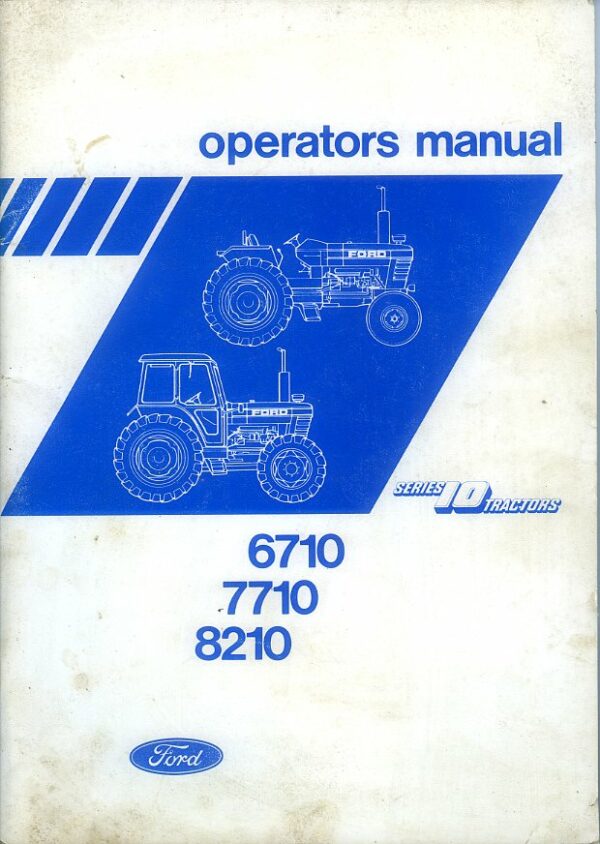 operators manual
FORD
FORD
SERIES 10 TRACTORS
6710
7710
8210
Ford